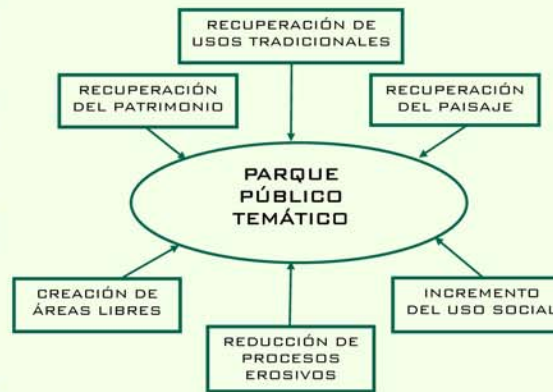 RECUPERACIÓN DE
USOS TRADICIONALES
RECUPERACIÓN
DEL PATRIMONIO
RECUPERACIÓN
DEL PAISAJE
PARQUE
PÚBLICO
TEMÁTICO
CREACIÓN DE
ÁREAS LIBRES
INCREMENTO
DEL USO SOCIAL
REDUCCIÓN DE
PROCESOS
EROSIVOS